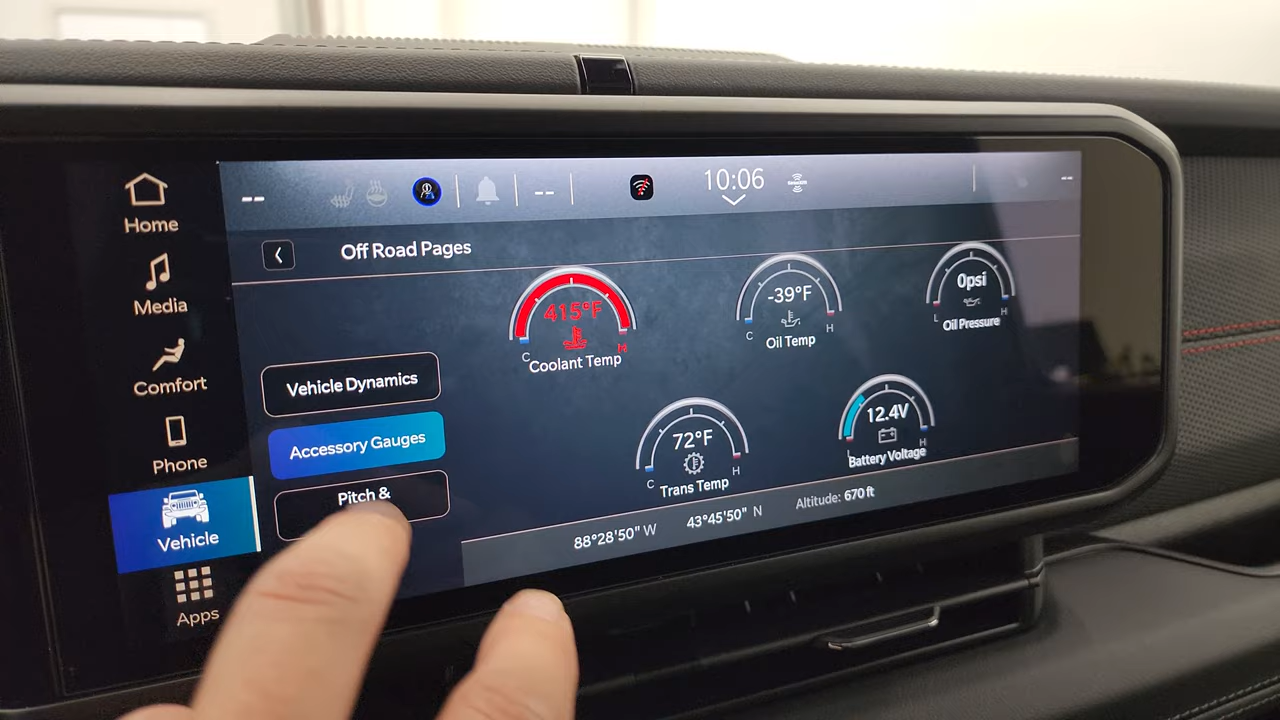 Home
Media
Comfort
Phone
Vehicle
Apps
-- -- 10:06 --
Off Road Pages
Vehicle Dynamics
Accessory Gauges
Pitch &
415°F
C H
Coolant Temp
-39°F
C H
Oil Temp
0psi
L H
Oil Pressure
72°F
C H
Trans Temp
12.4V
L H
Battery Voltage
88°28'50" W 43°45'50" N Altitude: 670 ft